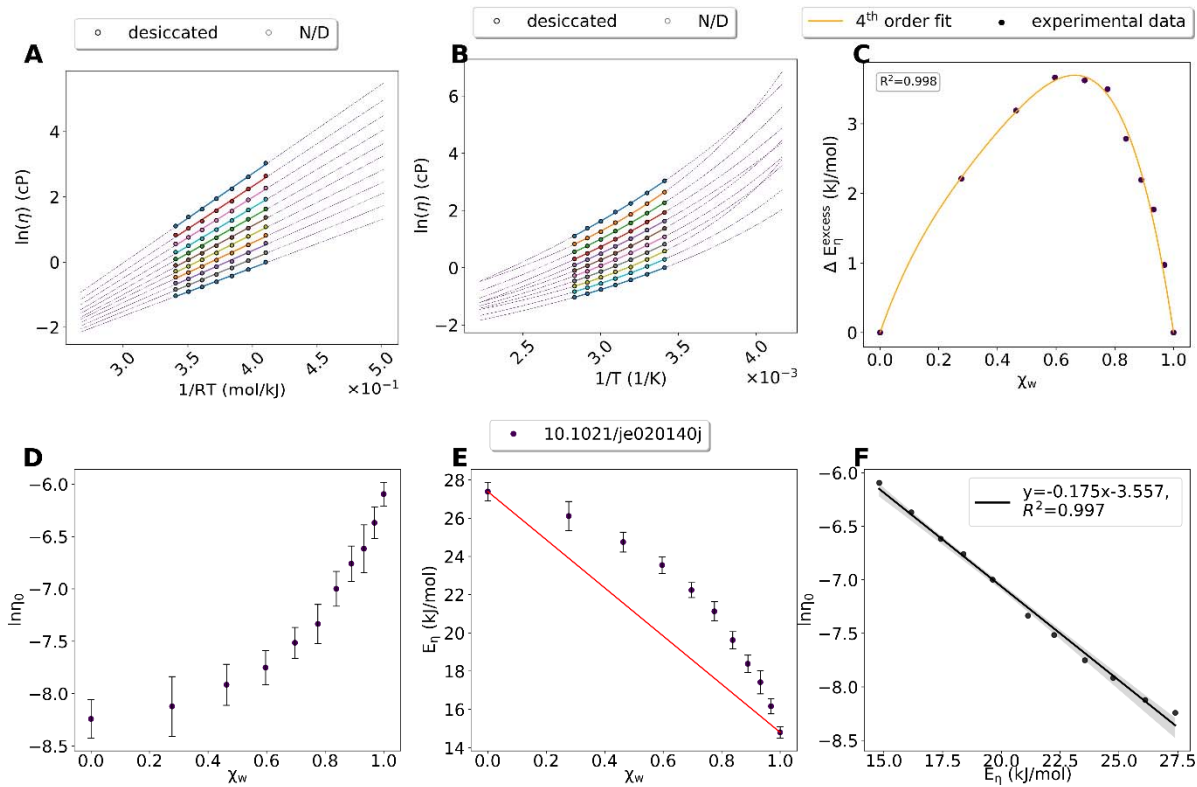 desiccated N/D
desiccated N/D
4th order fit experimental data
A
B
C
ln(η) (cP)
4
2
0
−2
3.0 3.5 4.0 4.5 5.0
1/RT (mol/kJ)
×10−1
ln(η) (cP)
6
4
2
0
−2
2.5 3.0 3.5 4.0
1/T (1/K)
×10−3
R2=0.998
Δ Eηexcess (kJ/mol)
3
2
1
0
0.0 0.2 0.4 0.6 0.8 1.0
χw
10.1021/je020140j
D
E
F
lnη0
−6.0
−6.5
−7.0
−7.5
−8.0
−8.5
0.0 0.2 0.4 0.6 0.8 1.0
χw
Eη (kJ/mol)
28
26
24
22
20
18
16
14
0.0 0.2 0.4 0.6 0.8 1.0
χw
lnη0
−6.0
−6.5
−7.0
−7.5
−8.0
−8.5
y=-0.175x-3.557,
R2=0.997
15.0 17.5 20.0 22.5 25.0 27.5
Eη (kJ/mol)